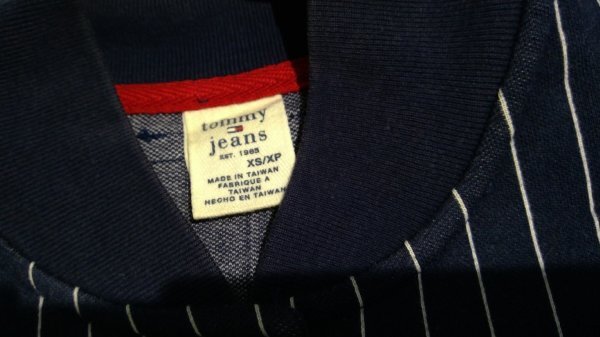 tommy
jeans
EST. 1985
XS/XP
MADE IN TAIWAN
FABRIQUE A
TAIWAN
HECHO EN TAIWAN